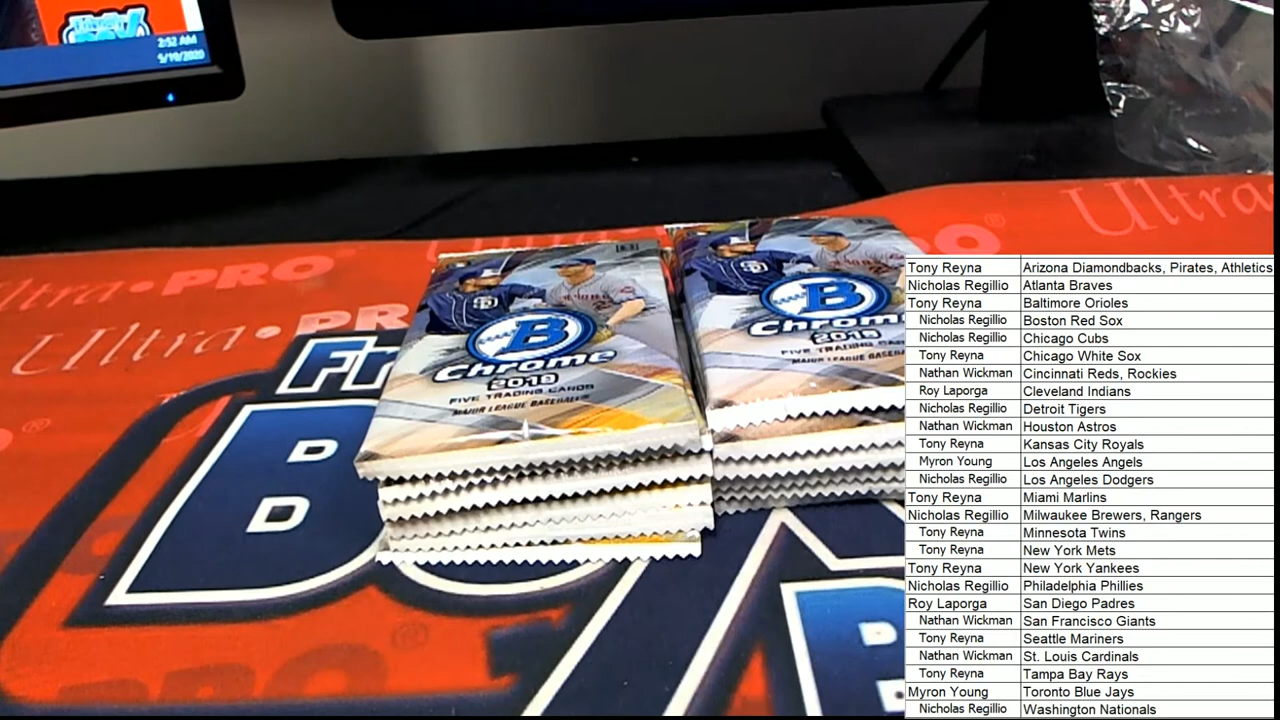 2:52 AM
5/19/2020
Ultra PRO
Ultra
Ultra PRO
Fr
B
Chrome
2019
FIVE TRADING CARDS
MAJOR LEAGUE BASEBALL
B
Chrome
2019
FIVE TRADING CAR
MAJOR LEAGUE BASEBA
Tony Reyna Arizona Diamondbacks, Pirates, Athletics
Nicholas Regillio Atlanta Braves
Tony Reyna Baltimore Orioles
Nicholas Regillio Boston Red Sox
Nicholas Regillio Chicago Cubs
Tony Reyna Chicago White Sox
Nathan Wickman Cincinnati Reds, Rockies
Roy Laporga Cleveland Indians
Nicholas Regillio Detroit Tigers
Nathan Wickman Houston Astros
Tony Reyna Kansas City Royals
Myron Young Los Angeles Angels
Nicholas Regillio Los Angeles Dodgers
Tony Reyna Miami Marlins
Nicholas Regillio Milwaukee Brewers, Rangers
Tony Reyna Minnesota Twins
Tony Reyna New York Mets
Tony Reyna New York Yankees
Nicholas Regillio Philadelphia Phillies
Roy Laporga San Diego Padres
Nathan Wickman San Francisco Giants
Tony Reyna Seattle Mariners
Nathan Wickman St. Louis Cardinals
Tony Reyna Tampa Bay Rays
Myron Young Toronto Blue Jays
Nicholas Regillio Washington Nationals